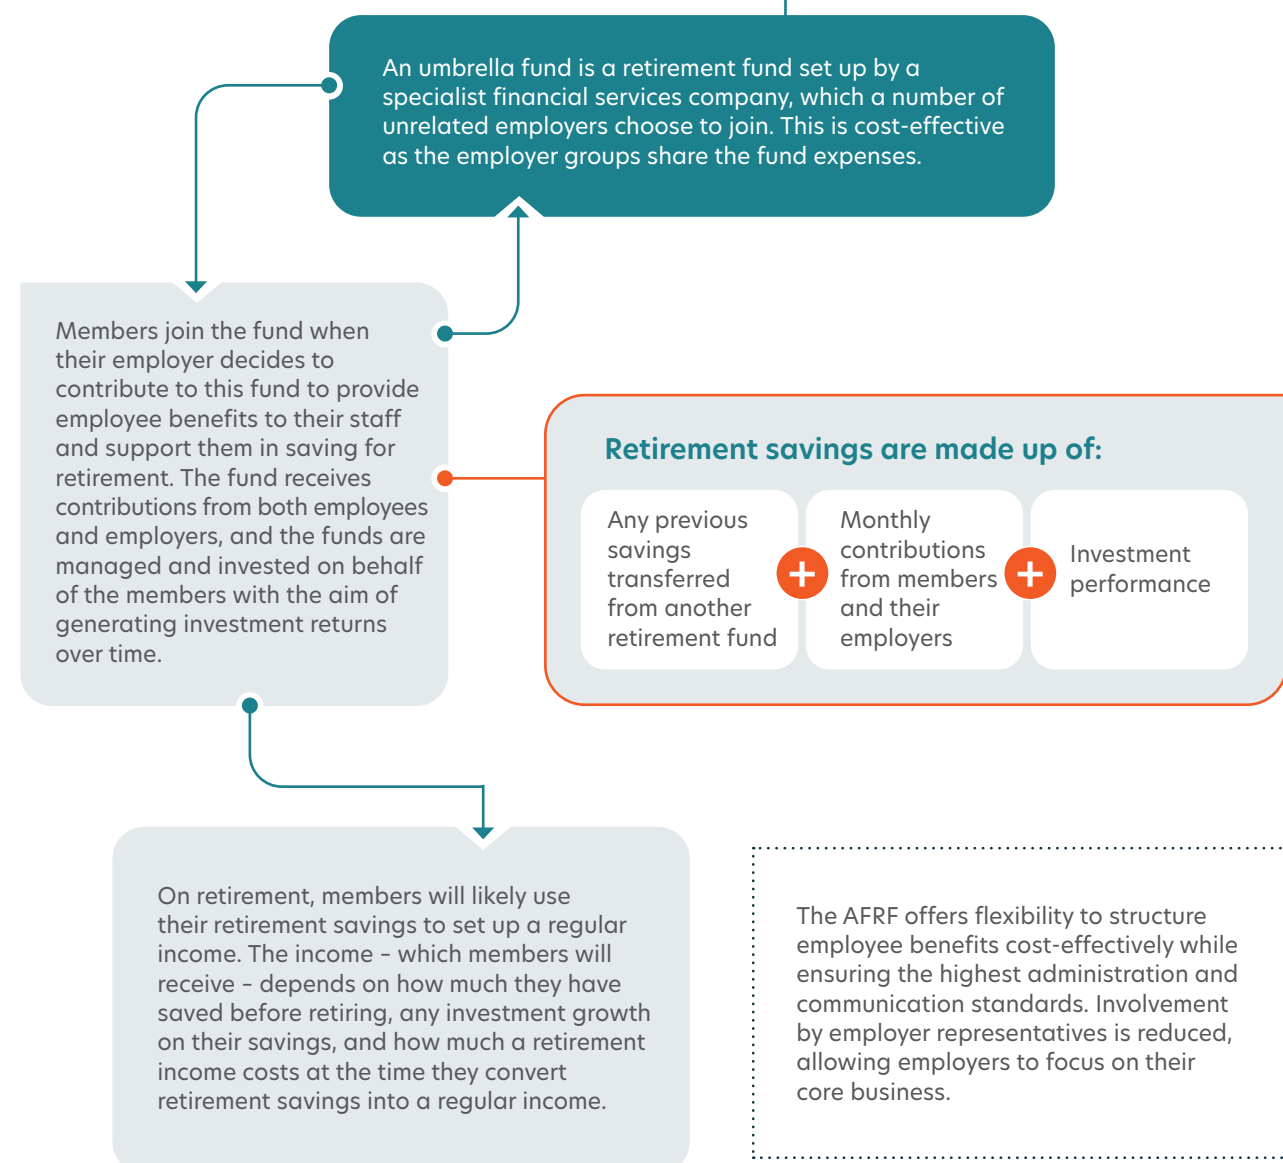 An umbrella fund is a retirement fund set up by a
specialist financial services company, which a number of
unrelated employers choose to join. This is cost-effective
as the employer groups share the fund expenses.
Members join the fund when
their employer decides to
contribute to this fund to provide
employee benefits to their staff
and support them in saving for
retirement. The fund receives
contributions from both employees
and employers, and the funds are
managed and invested on behalf
of the members with the aim of
generating investment returns
over time.
Retirement savings are made up of:
Any previous
savings
transferred
from another
retirement fund
+
Monthly
contributions
from members
and their
employers
+
Investment
performance
On retirement, members will likely use
their retirement savings to set up a regular
income. The income – which members will
receive – depends on how much they have
saved before retiring, any investment growth
on their savings, and how much a retirement
income costs at the time they convert
retirement savings into a regular income.
The AFRF offers flexibility to structure
employee benefits cost-effectively while
ensuring the highest administration and
communication standards. Involvement
by employer representatives is reduced,
allowing employers to focus on their
core business.